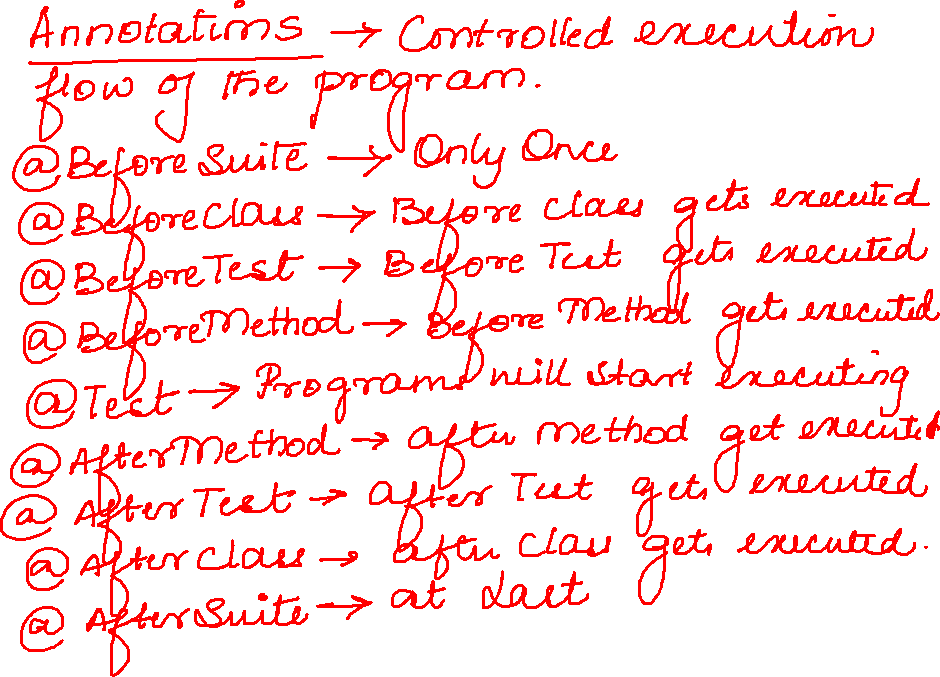 Annotations → Controlled execution
flow of the program.
@BeforeSuite → Only Once
@BeforeClass → Before class gets executed
@BeforeTest → Before Test gets executed
@BeforeMethod → Before Method gets executed
@Test → Programs will start executing
@AfterMethod → after method get executed
@AfterTest → after Test gets executed
@AfterClass → after class gets executed.
@AfterSuite → at Last